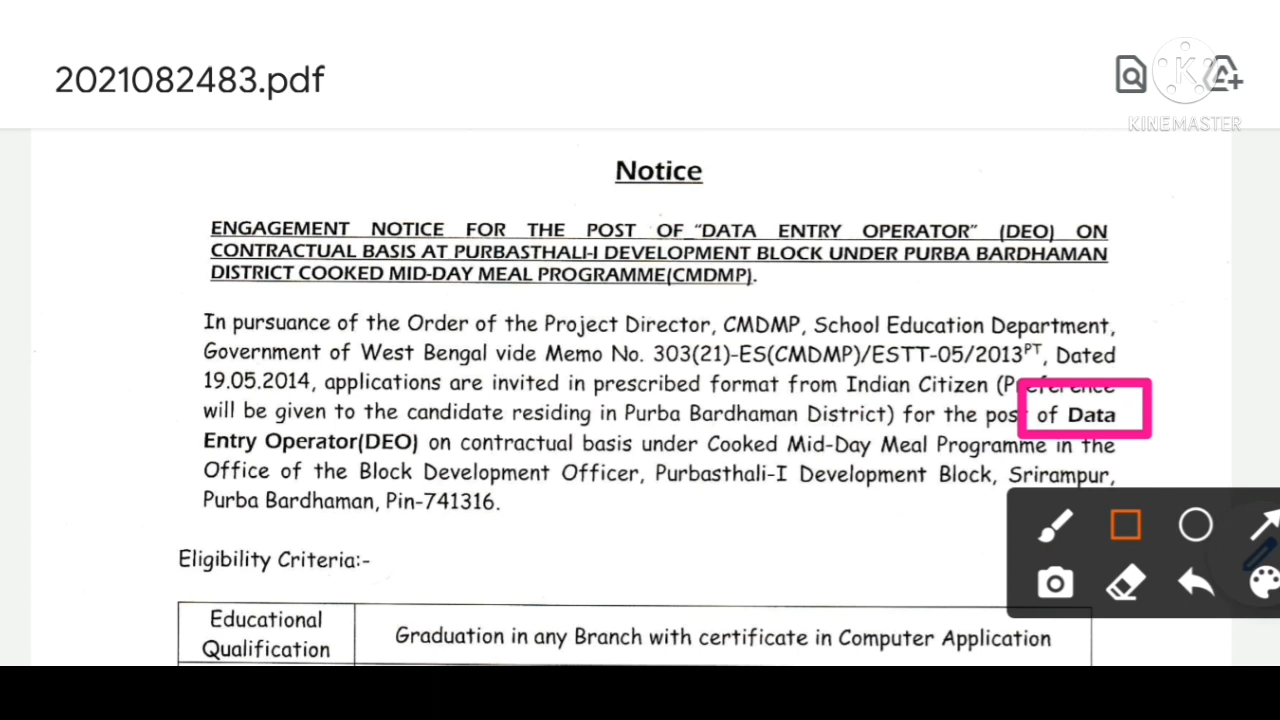 2021082483.pdf
KINEMASTER
Notice
ENGAGEMENT NOTICE FOR THE POST OF "DATA ENTRY OPERATOR" (DEO) ON
CONTRACTUAL BASIS AT PURBASTHALI-I DEVELOPMENT BLOCK UNDER PURBA BARDHAMAN
DISTRICT COOKED MID-DAY MEAL PROGRAMME(CMDMP).
In pursuance of the Order of the Project Director, CMDMP, School Education Department,
Government of West Bengal vide Memo No. 303(21)-ES(CMDMP)/ESTT-05/2013PT, Dated
19.05.2014, applications are invited in prescribed format from Indian Citizen (Preference
will be given to the candidate residing in Purba Bardhaman District) for the post of Data
Entry Operator(DEO) on contractual basis under Cooked Mid-Day Meal Programme in the
Office of the Block Development Officer, Purbasthali-I Development Block, Srirampur,
Purba Bardhaman, Pin-741316.
Eligibility Criteria:-
Educational
Qualification
Graduation in any Branch with certificate in Computer Application